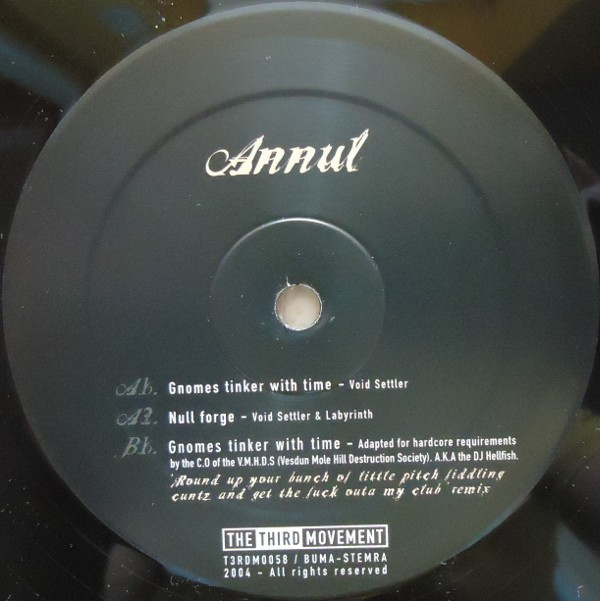 Annul
A1. Gnomes tinker with time - Void Settler
A2. Null forge - Void Settler & Labyrinth
B1. Gnomes tinker with time - Adapted for hardcore requirements
by the C.O of the V.M.H.D.S (Vesdun Mole Hill Destruction Society). A.K.A the DJ Hellfish.
'Round up your bunch of little pitch fiddling
cuntz and get the fuck outa my club' remix
THE THIRD MOVEMENT
T3RDM0058 / BUMA-STEMRA
2004 - All rights reserved